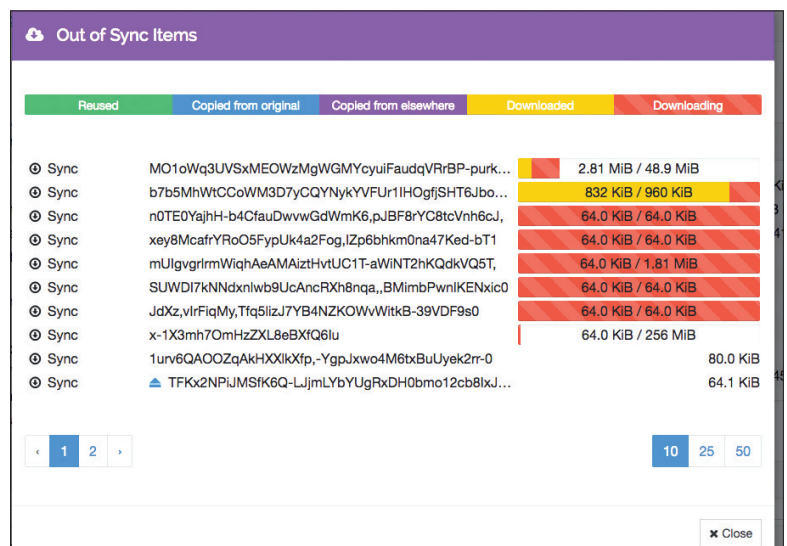 Out of Sync Items
Reused Copied from original Copied from elsewhere Downloaded Downloading
Sync MO1oWq3UVSxMEOWzMgWGMYcyuiFaudqVRrBP-purk... 2.81 MiB / 48.9 MiB
Sync b7b5MhWtCCoWM3D7yCQYNykYVFUr1IHOgfjSHT6Jbo... 832 KiB / 960 KiB
Sync n0TE0YajhH-b4CfauDwvwGdWmK6,pJBF8rYC8tcVnh6cJ, 64.0 KiB / 64.0 KiB
Sync xey8McafrYRoO5FypUk4a2Fog,IZp6bhkm0na47Ked-bT1 64.0 KiB / 64.0 KiB
Sync mUIgvgrlrmWiqhAeAMAiztHvtUC1T-aWiNT2hKQdkVQ5T, 64.0 KiB / 1.81 MiB
Sync SUWDI7kNNdxnlwb9UcAncRXh8nqa,,BMimbPwnlKENxic0 64.0 KiB / 64.0 KiB
Sync JdXz,vIrFiqMy,Tfq5lizJ7YB4NZKOWvWitkB-39VDF9s0 64.0 KiB / 64.0 KiB
Sync x-1X3mh7OmHzZXL8eBXfQ6lu 64.0 KiB / 256 MiB
Sync 1urv6QAOOZqAkHXXlkXfp,-YgpJxwo4M6txBuUyek2rr-0 80.0 KiB
Sync TFKx2NPiJMSfK6Q-LJjmLYbYUgRxDH0bmo12cb8lxJ... 64.1 KiB
‹ 1 2 › 10 25 50
Close